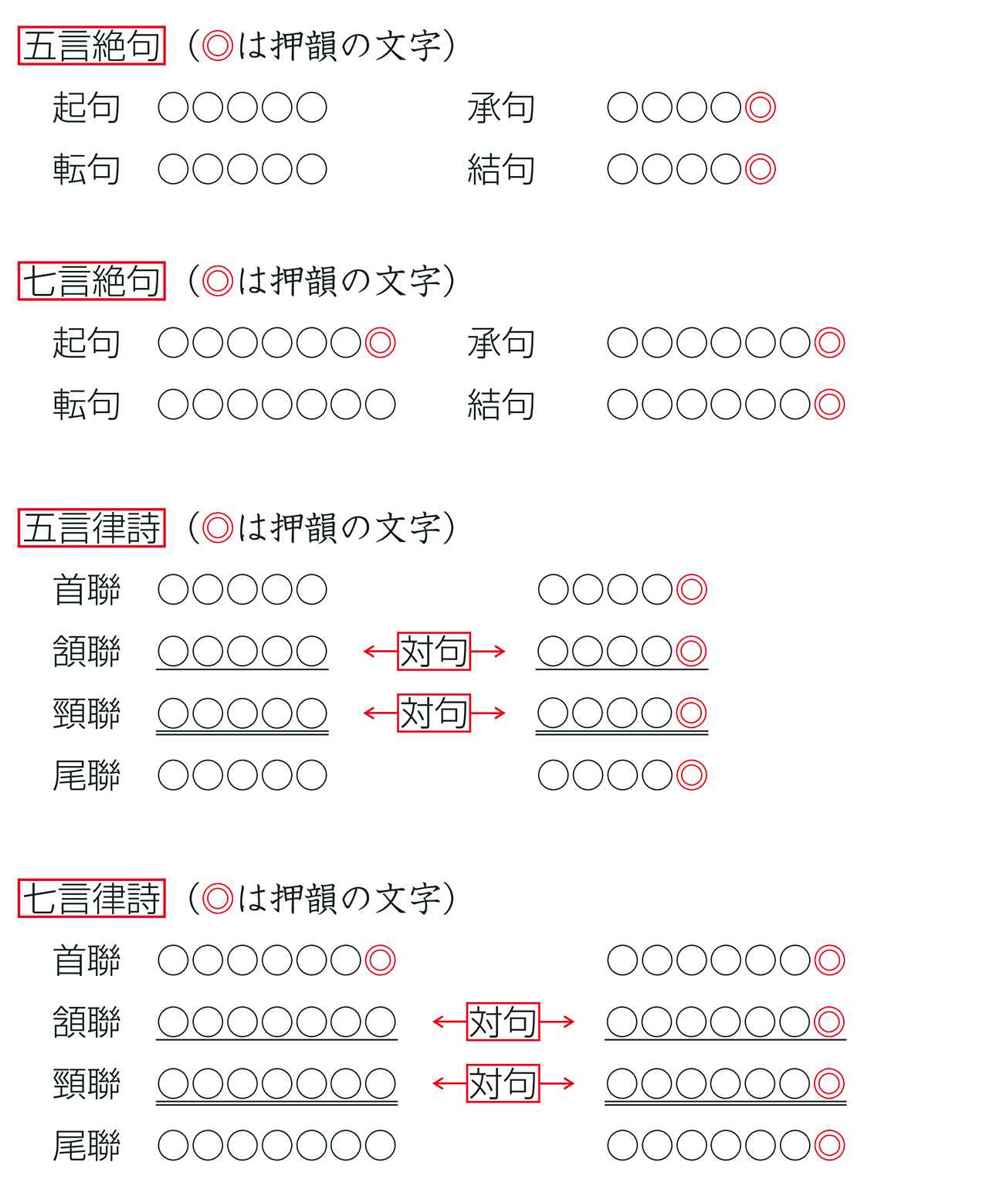 五言絶句（◎は押韻の文字）
起句 ○○○○○ 承句 ○○○○◎
転句 ○○○○○ 結句 ○○○○◎
七言絶句（◎は押韻の文字）
起句 ○○○○○○◎ 承句 ○○○○○○◎
転句 ○○○○○○○ 結句 ○○○○○○◎
五言律詩（◎は押韻の文字）
首聯 ○○○○○ ○○○○◎
頷聯 ○○○○○ ←対句→ ○○○○◎
頸聯 ○○○○○ ←対句→ ○○○○◎
尾聯 ○○○○○ ○○○○◎
七言律詩（◎は押韻の文字）
首聯 ○○○○○○◎ ○○○○○○◎
頷聯 ○○○○○○○ ←対句→ ○○○○○○◎
頸聯 ○○○○○○○ ←対句→ ○○○○○○◎
尾聯 ○○○○○○○ ○○○○○○◎